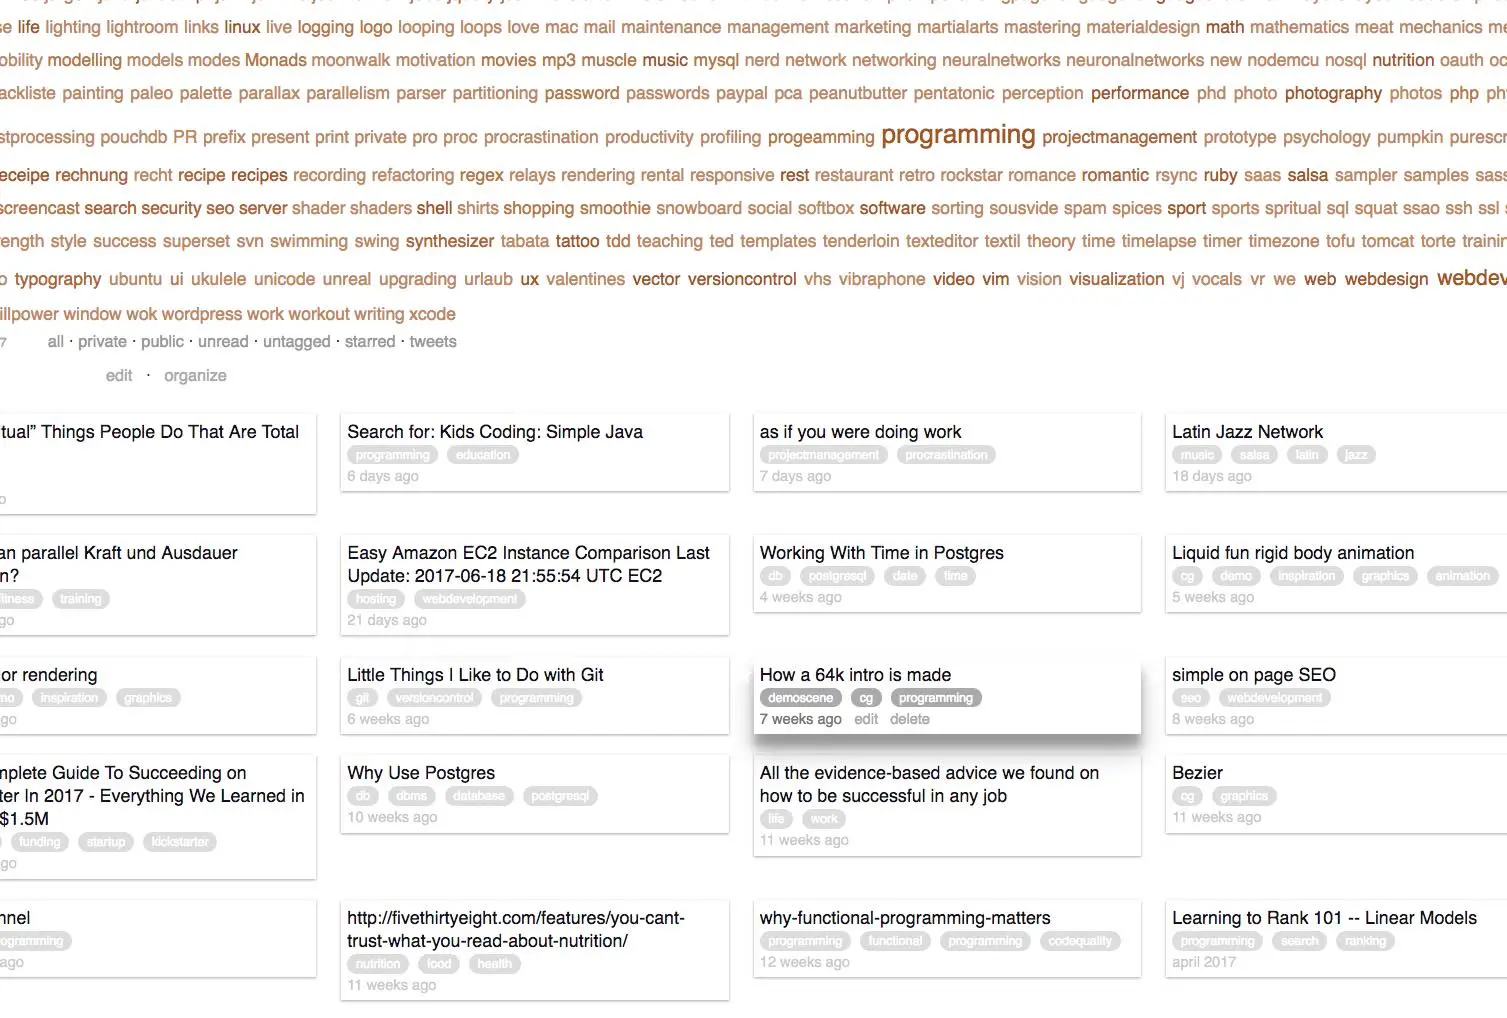 life lighting lightroom links linux live logging logo looping loops love mac mail maintenance management marketing martialarts mastering materialdesign math mathematics meat mechanics
modelling models modes Monads moonwalk motivation movies mp3 muscle music mysql nerd network networking neuralnetworks neuronalnetworks new nodemcu nosql nutrition oauth
ackliste painting paleo palette parallax parallelism parser partitioning password passwords paypal pca peanutbutter pentatonic perception performance phd photo photography photos php
stprocessing pouchdb PR prefix present print private pro proc procrastination productivity profiling progeamming programming projectmanagement prototype psychology pumpkin purescr
eceipe rechnung recht recipe recipes recording refactoring regex relays rendering rental responsive rest restaurant retro rockstar romance romantic rsync ruby saas salsa sampler samples sass
screencast search security seo server shader shaders shell shirts shopping smoothie snowboard social softbox software sorting sousvide spam spices sport sports spritual sql squat ssao ssh ssl
rength style success superset svn swimming swing synthesizer tabata tattoo tdd teaching ted templates tenderloin texteditor textil theory time timelapse timer timezone tofu tomcat torte trainin
o typography ubuntu ui ukulele unicode unreal upgrading urlaub ux valentines vector versioncontrol vhs vibraphone video vim vision visualization vj vocals vr we web webdesign webdev
illpower window wok wordpress work workout writing xcode
7 all · private · public · unread · untagged · starred · tweets
edit · organize
tual” Things People Do That Are Total
o
Search for: Kids Coding: Simple Java
programming education
6 days ago
as if you were doing work
projectmanagement procrastination
7 days ago
Latin Jazz Network
music salsa latin jazz
18 days ago
an parallel Kraft und Ausdauer
n?
itness training
go
Easy Amazon EC2 Instance Comparison Last
Update: 2017-06-18 21:55:54 UTC EC2
hosting webdevelopment
21 days ago
Working With Time in Postgres
db postgresql date time
4 weeks ago
Liquid fun rigid body animation
cg demo inspiration graphics animation
5 weeks ago
or rendering
mo inspiration graphics
go
Little Things I Like to Do with Git
git versioncontrol programming
6 weeks ago
How a 64k intro is made
demoscene cg programming
7 weeks ago edit delete
simple on page SEO
seo webdevelopment
8 weeks ago
mplete Guide To Succeeding on
ter In 2017 - Everything We Learned in
$1.5M
funding startup kickstarter
go
Why Use Postgres
db dbms database postgresql
10 weeks ago
All the evidence-based advice we found on
how to be successful in any job
life work
11 weeks ago
Bezier
cg graphics
11 weeks ago
nnel
ogramming
ago
http://fivethirtyeight.com/features/you-cant-
trust-what-you-read-about-nutrition/
nutrition food health
11 weeks ago
why-functional-programming-matters
programming functional programming codequality
12 weeks ago
Learning to Rank 101 -- Linear Models
programming search ranking
april 2017